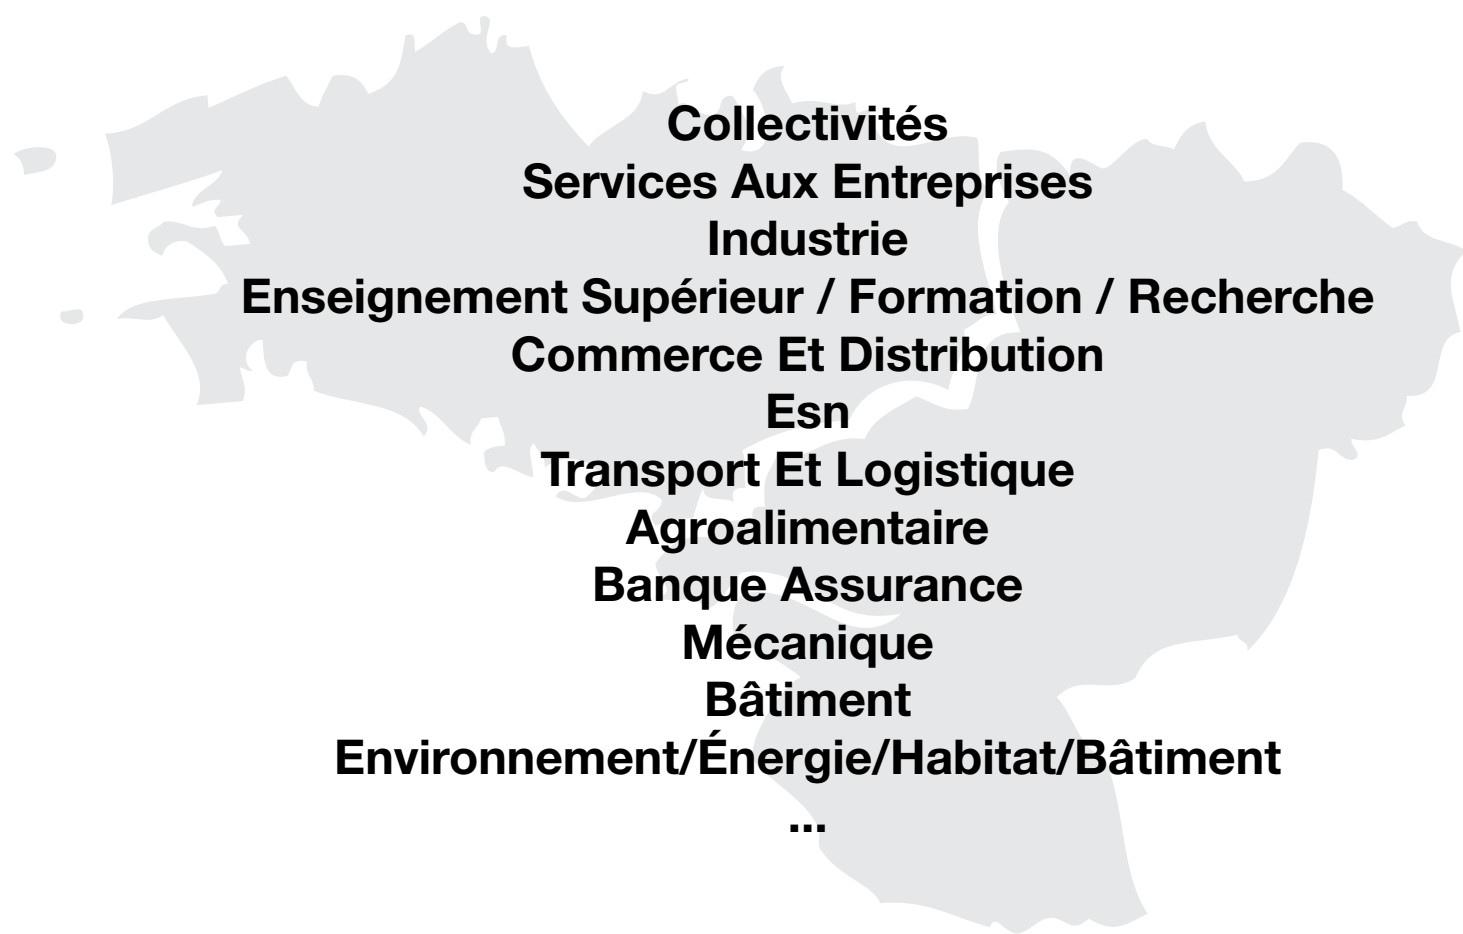 Collectivités
Services Aux Entreprises
Industrie
Enseignement Supérieur / Formation / Recherche
Commerce Et Distribution
Esn
Transport Et Logistique
Agroalimentaire
Banque Assurance
Mécanique
Bâtiment
Environnement/Énergie/Habitat/Bâtiment
...